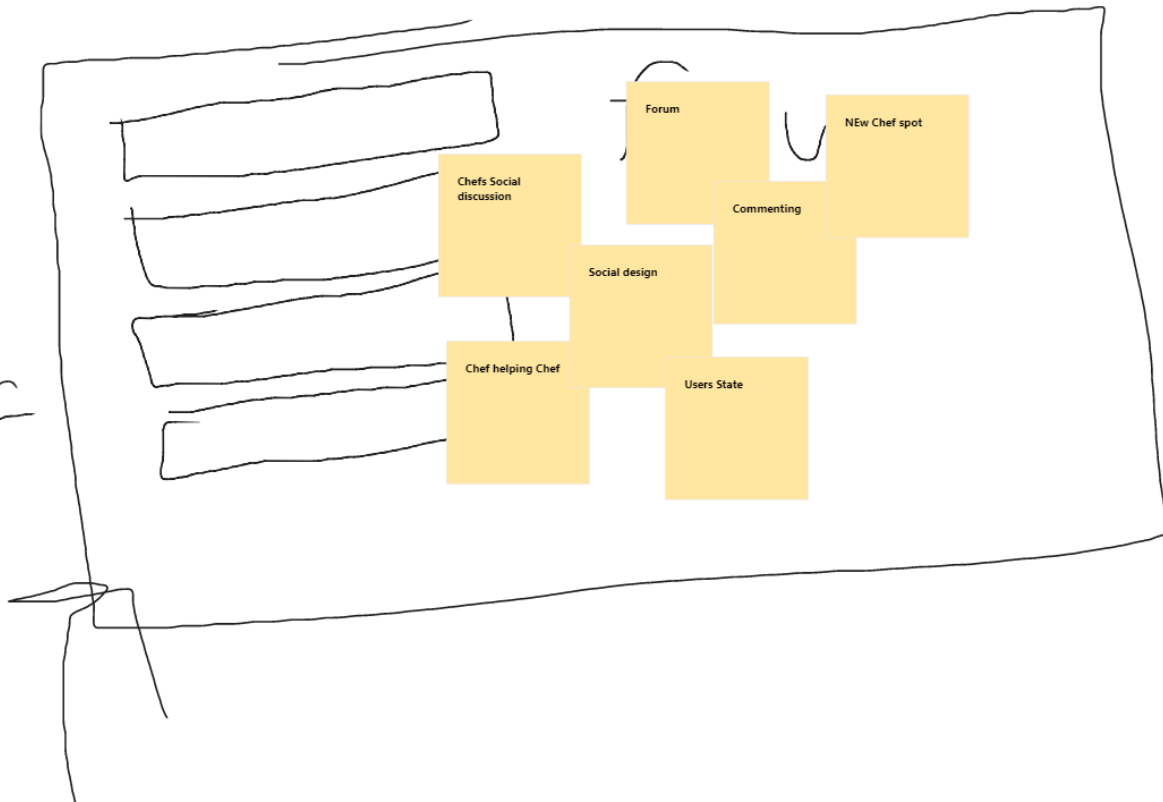 Forum
NEw Chef spot
Chefs Social
discussion
Commenting
Social design
Chef helping Chef
Users State